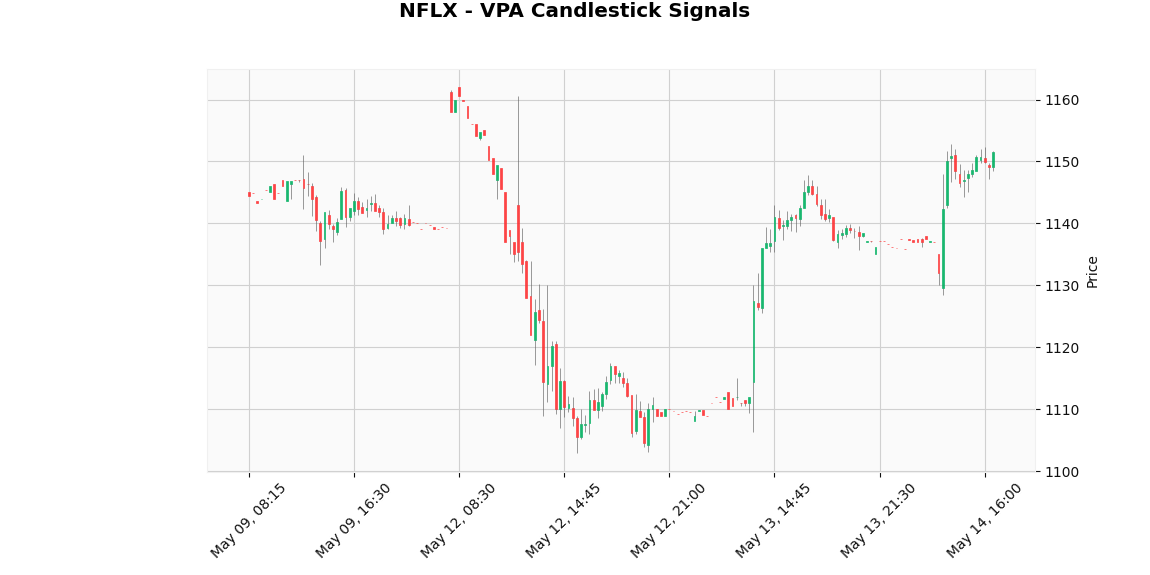 NFLX - VPA Candlestick Signals
1160
1150
1140
1130
1120
1110
1100
Price
May 09, 08:15
May 09, 16:30
May 12, 08:30
May 12, 14:45
May 12, 21:00
May 13, 14:45
May 13, 21:30
May 14, 16:00